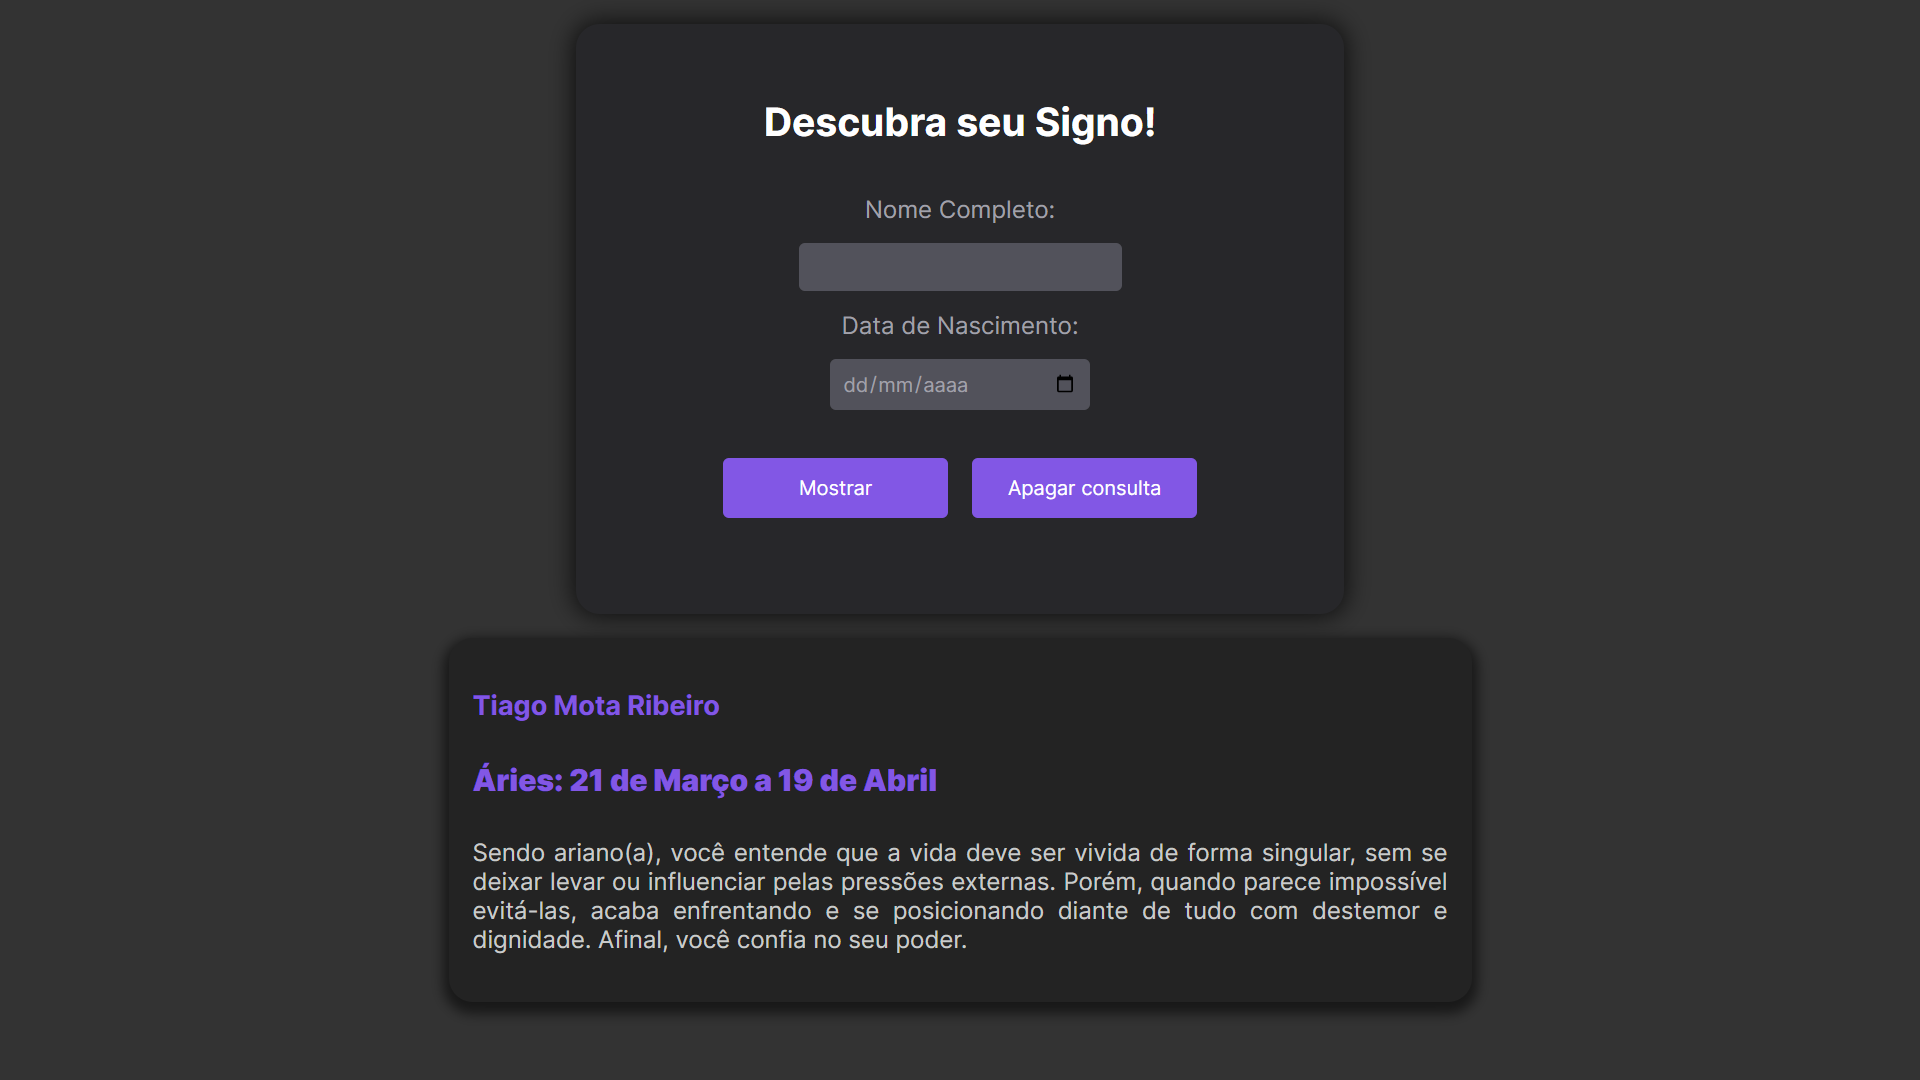 Descubra seu Signo!
Nome Completo:
Data de Nascimento:
dd/mm/aaaa
Mostrar
Apagar consulta
Tiago Mota Ribeiro
Áries: 21 de Março a 19 de Abril
Sendo ariano(a), você entende que a vida deve ser vivida de forma singular, sem se
deixar levar ou influenciar pelas pressões externas. Porém, quando parece impossível
evitá-las, acaba enfrentando e se posicionando diante de tudo com destemor e
dignidade. Afinal, você confia no seu poder.